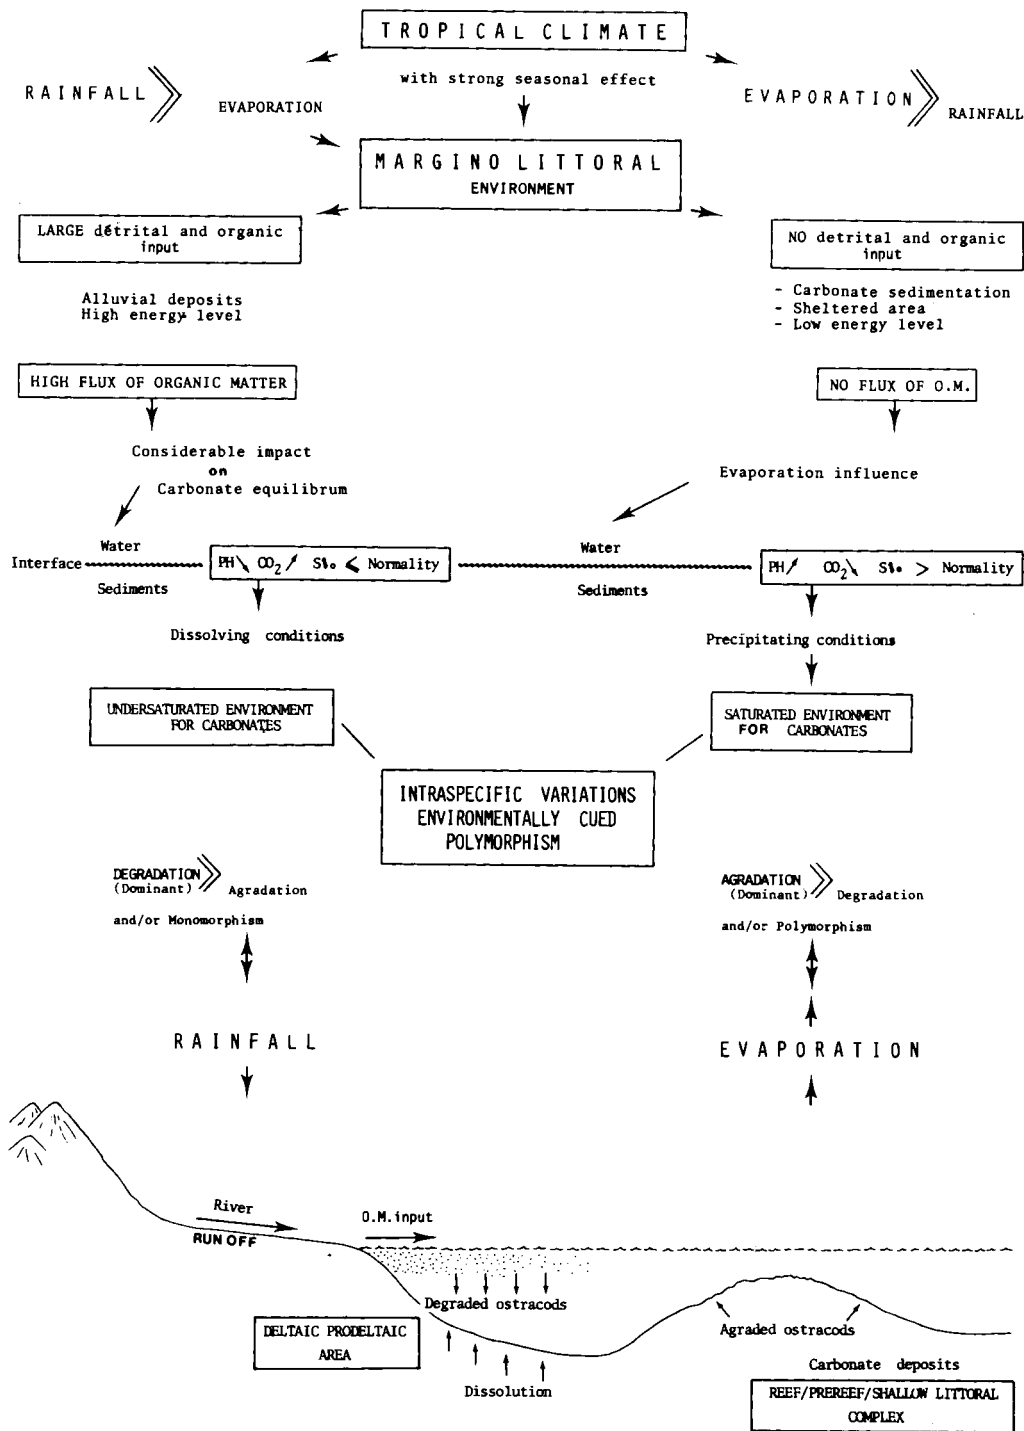 TROPICAL CLIMATE
with strong seasonal effect
RAINFALL >> EVAPORATION
EVAPORATION >> RAINFALL
MARGINO LITTORAL
ENVIRONMENT
LARGE détrital and organic
input
Alluvial deposits
High energy level
NO detrital and organic
input
- Carbonate sedimentation
- Sheltered area
- Low energy level
HIGH FLUX OF ORGANIC MATTER
NO FLUX OF O.M.
Considerable impact
on
Carbonate equilibrum
Evaporation influence
Interface
Water
Sediments
PH↘ CO₂↗ S‰ ⩽ Normality
Water
Sediments
PH↗ CO₂↘ S‰ > Normality
Dissolving conditions
Precipitating conditions
UNDERSATURATED ENVIRONMENT
FOR CARBONATES
SATURATED ENVIRONMENT
FOR CARBONATES
INTRASPECIFIC VARIATIONS
ENVIRONMENTALLY CUED
POLYMORPHISM
DEGRADATION >> Agradation
(Dominant)
and/or Monomorphism
AGRADATION >> Degradation
(Dominant)
and/or Polymorphism
RAINFALL
EVAPORATION
River
RUN OFF
O.M.input
Degraded ostracods
Agraded ostracods
DELTAIC PRODELTAIC
AREA
Dissolution
Carbonate deposits
REEF/PREREEF/SHALLOW LITTORAL
COMPLEX